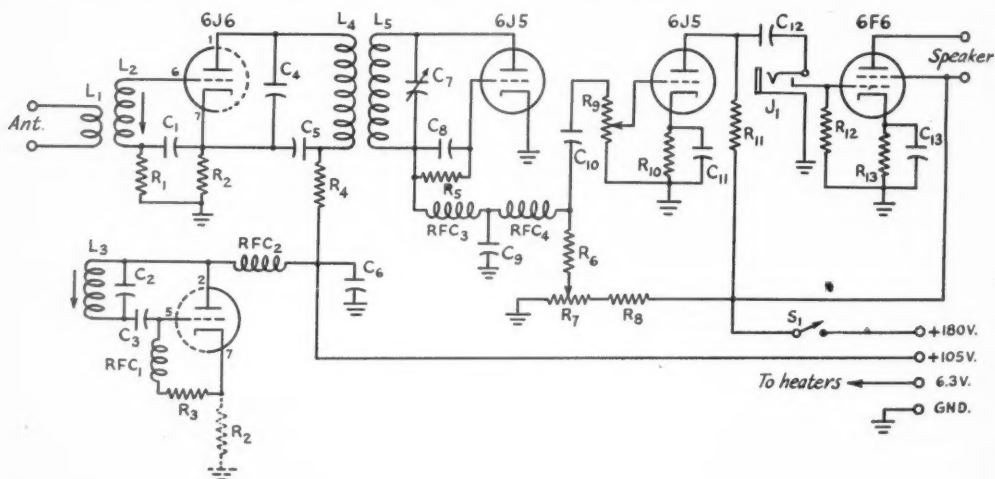 6J6
L4
L5
6J5
6J5
C12
6F6
1
L2
6
7
C4
C7
Speaker
L1
Ant.
C1
R1
R2
C5
R4
C8
R5
C10
R9
R10
C11
R11
J1
R12
R13
C13
RFC3
RFC4
C9
R6
L3
RFC2
C6
R7
R8
C2
2
C3
5
7
S1
+180V.
+105V.
RFC1
R3
To heaters
6.3V.
R2
GND.